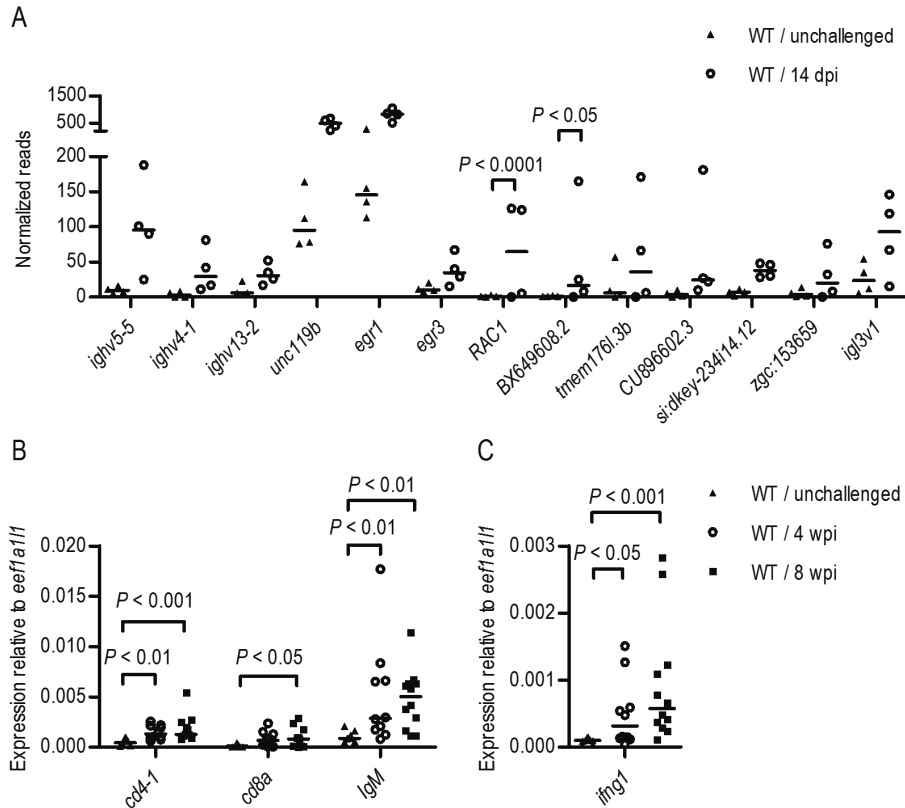 A
WT / unchallenged
WT / 14 dpi
Normalized reads
1500
500
200
150
100
50
0
P < 0.0001
P < 0.05
ighv5-5
ighv4-1
ighv13-2
unc119b
egr1
egr3
RAC1
BX649608.2
tmem176l.3b
CU896602.3
si:dkey-234i14.12
zgc:153659
igl3v1
B
Expression relative to eef1a1l1
0.020
0.015
0.010
0.005
0.000
P < 0.001
P < 0.01
P < 0.05
P < 0.01
P < 0.01
cd4-1
cd8a
IgM
C
Expression relative to eef1a1l1
0.003
0.002
0.001
0.000
P < 0.001
P < 0.05
ifng1
WT / unchallenged
WT / 4 wpi
WT / 8 wpi